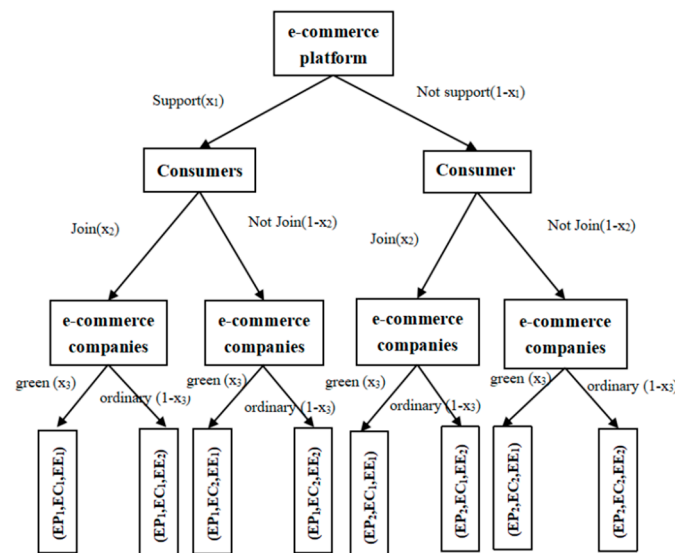 e-commerce
platform
Support(x₁)
Not support(1-x₁)
Consumers
Consumer
Join(x₂)
Not Join(1-x₂)
Join(x₂)
Not Join(1-x₂)
e-commerce
companies
e-commerce
companies
e-commerce
companies
e-commerce
companies
green (x₃)
ordinary (1-x₃)
green (x₃)
ordinary (1-x₃)
green (x₃)
ordinary (1-x₃)
green (x₃)
ordinary (1-x₃)
(EP₁,EC₁,EE₁)
(EP₁,EC₁,EE₂)
(EP₁,EC₂,EE₁)
(EP₁,EC₂,EE₂)
(EP₂,EC₁,EE₁)
(EP₂,EC₁,EE₂)
(EP₂,EC₂,EE₁)
(EP₂,EC₂,EE₂)